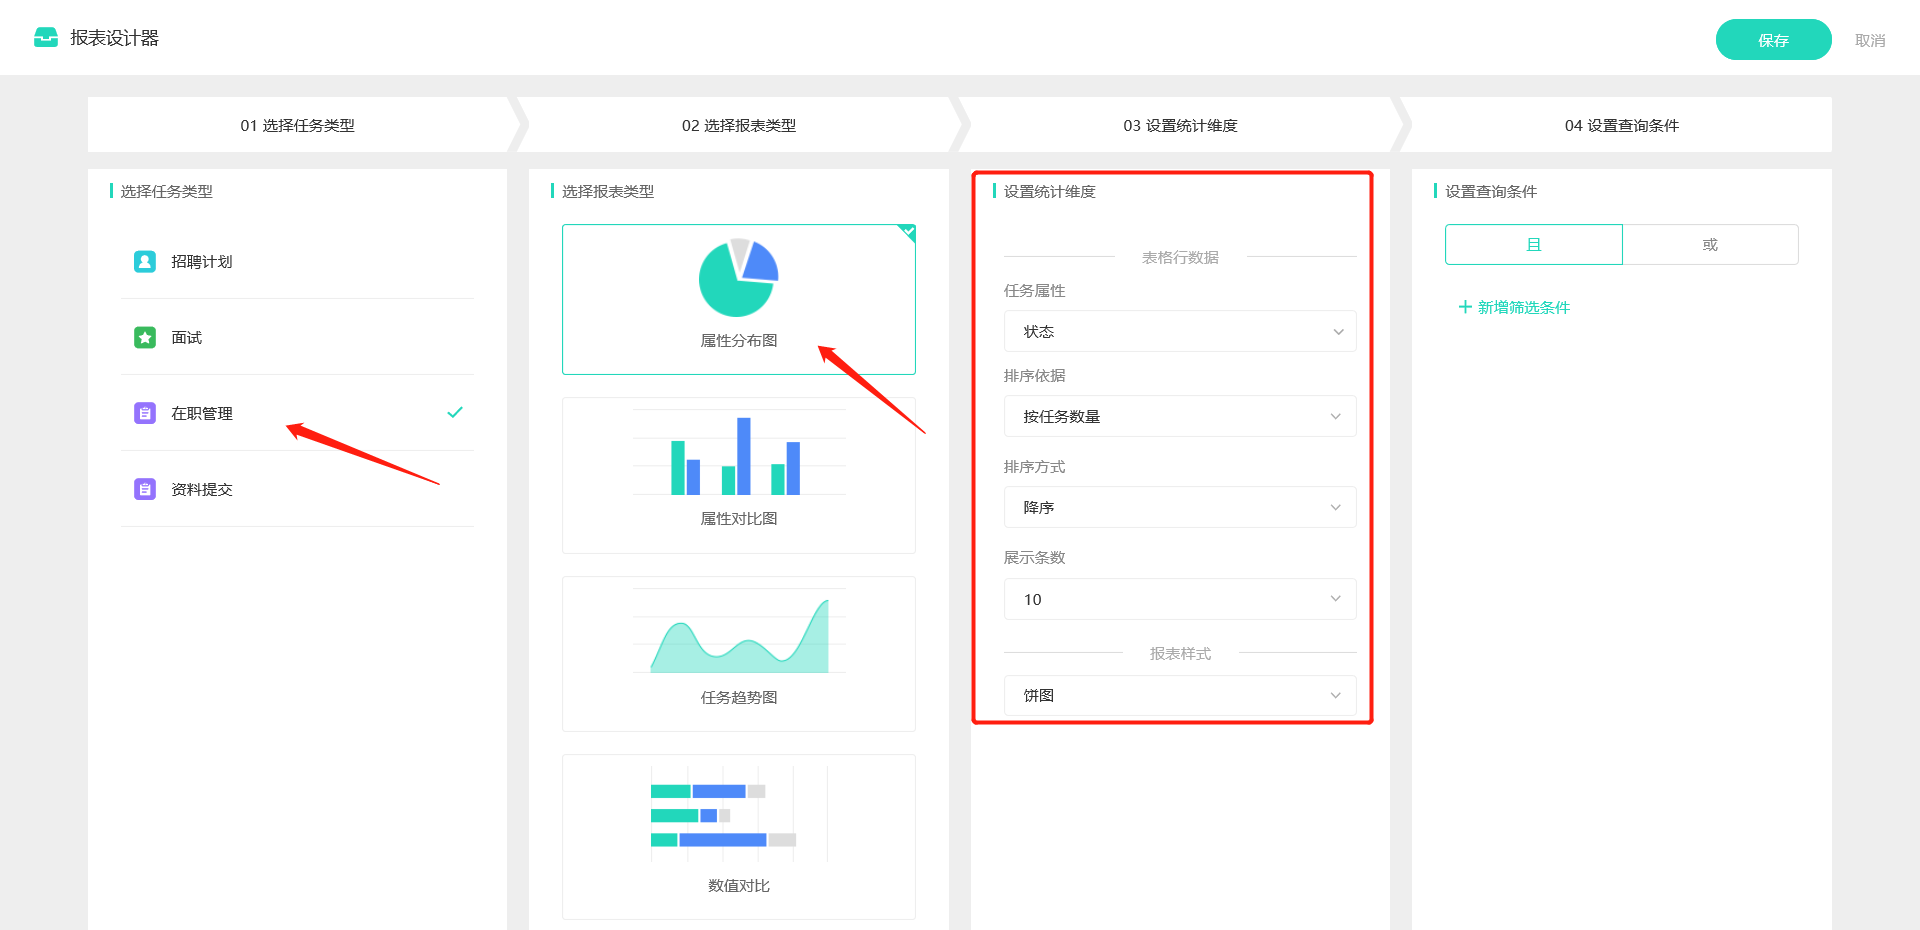 报表设计器
保存
取消
01 选择任务类型
02 选择报表类型
03 设置统计维度
04 设置查询条件
选择任务类型
招聘计划
面试
在职管理
资料提交
选择报表类型
属性分布图
属性对比图
任务趋势图
数值对比
设置统计维度
表格行数据
任务属性
状态
排序依据
按任务数量
排序方式
降序
展示条数
10
报表样式
饼图
设置查询条件
且
或
+ 新增筛选条件